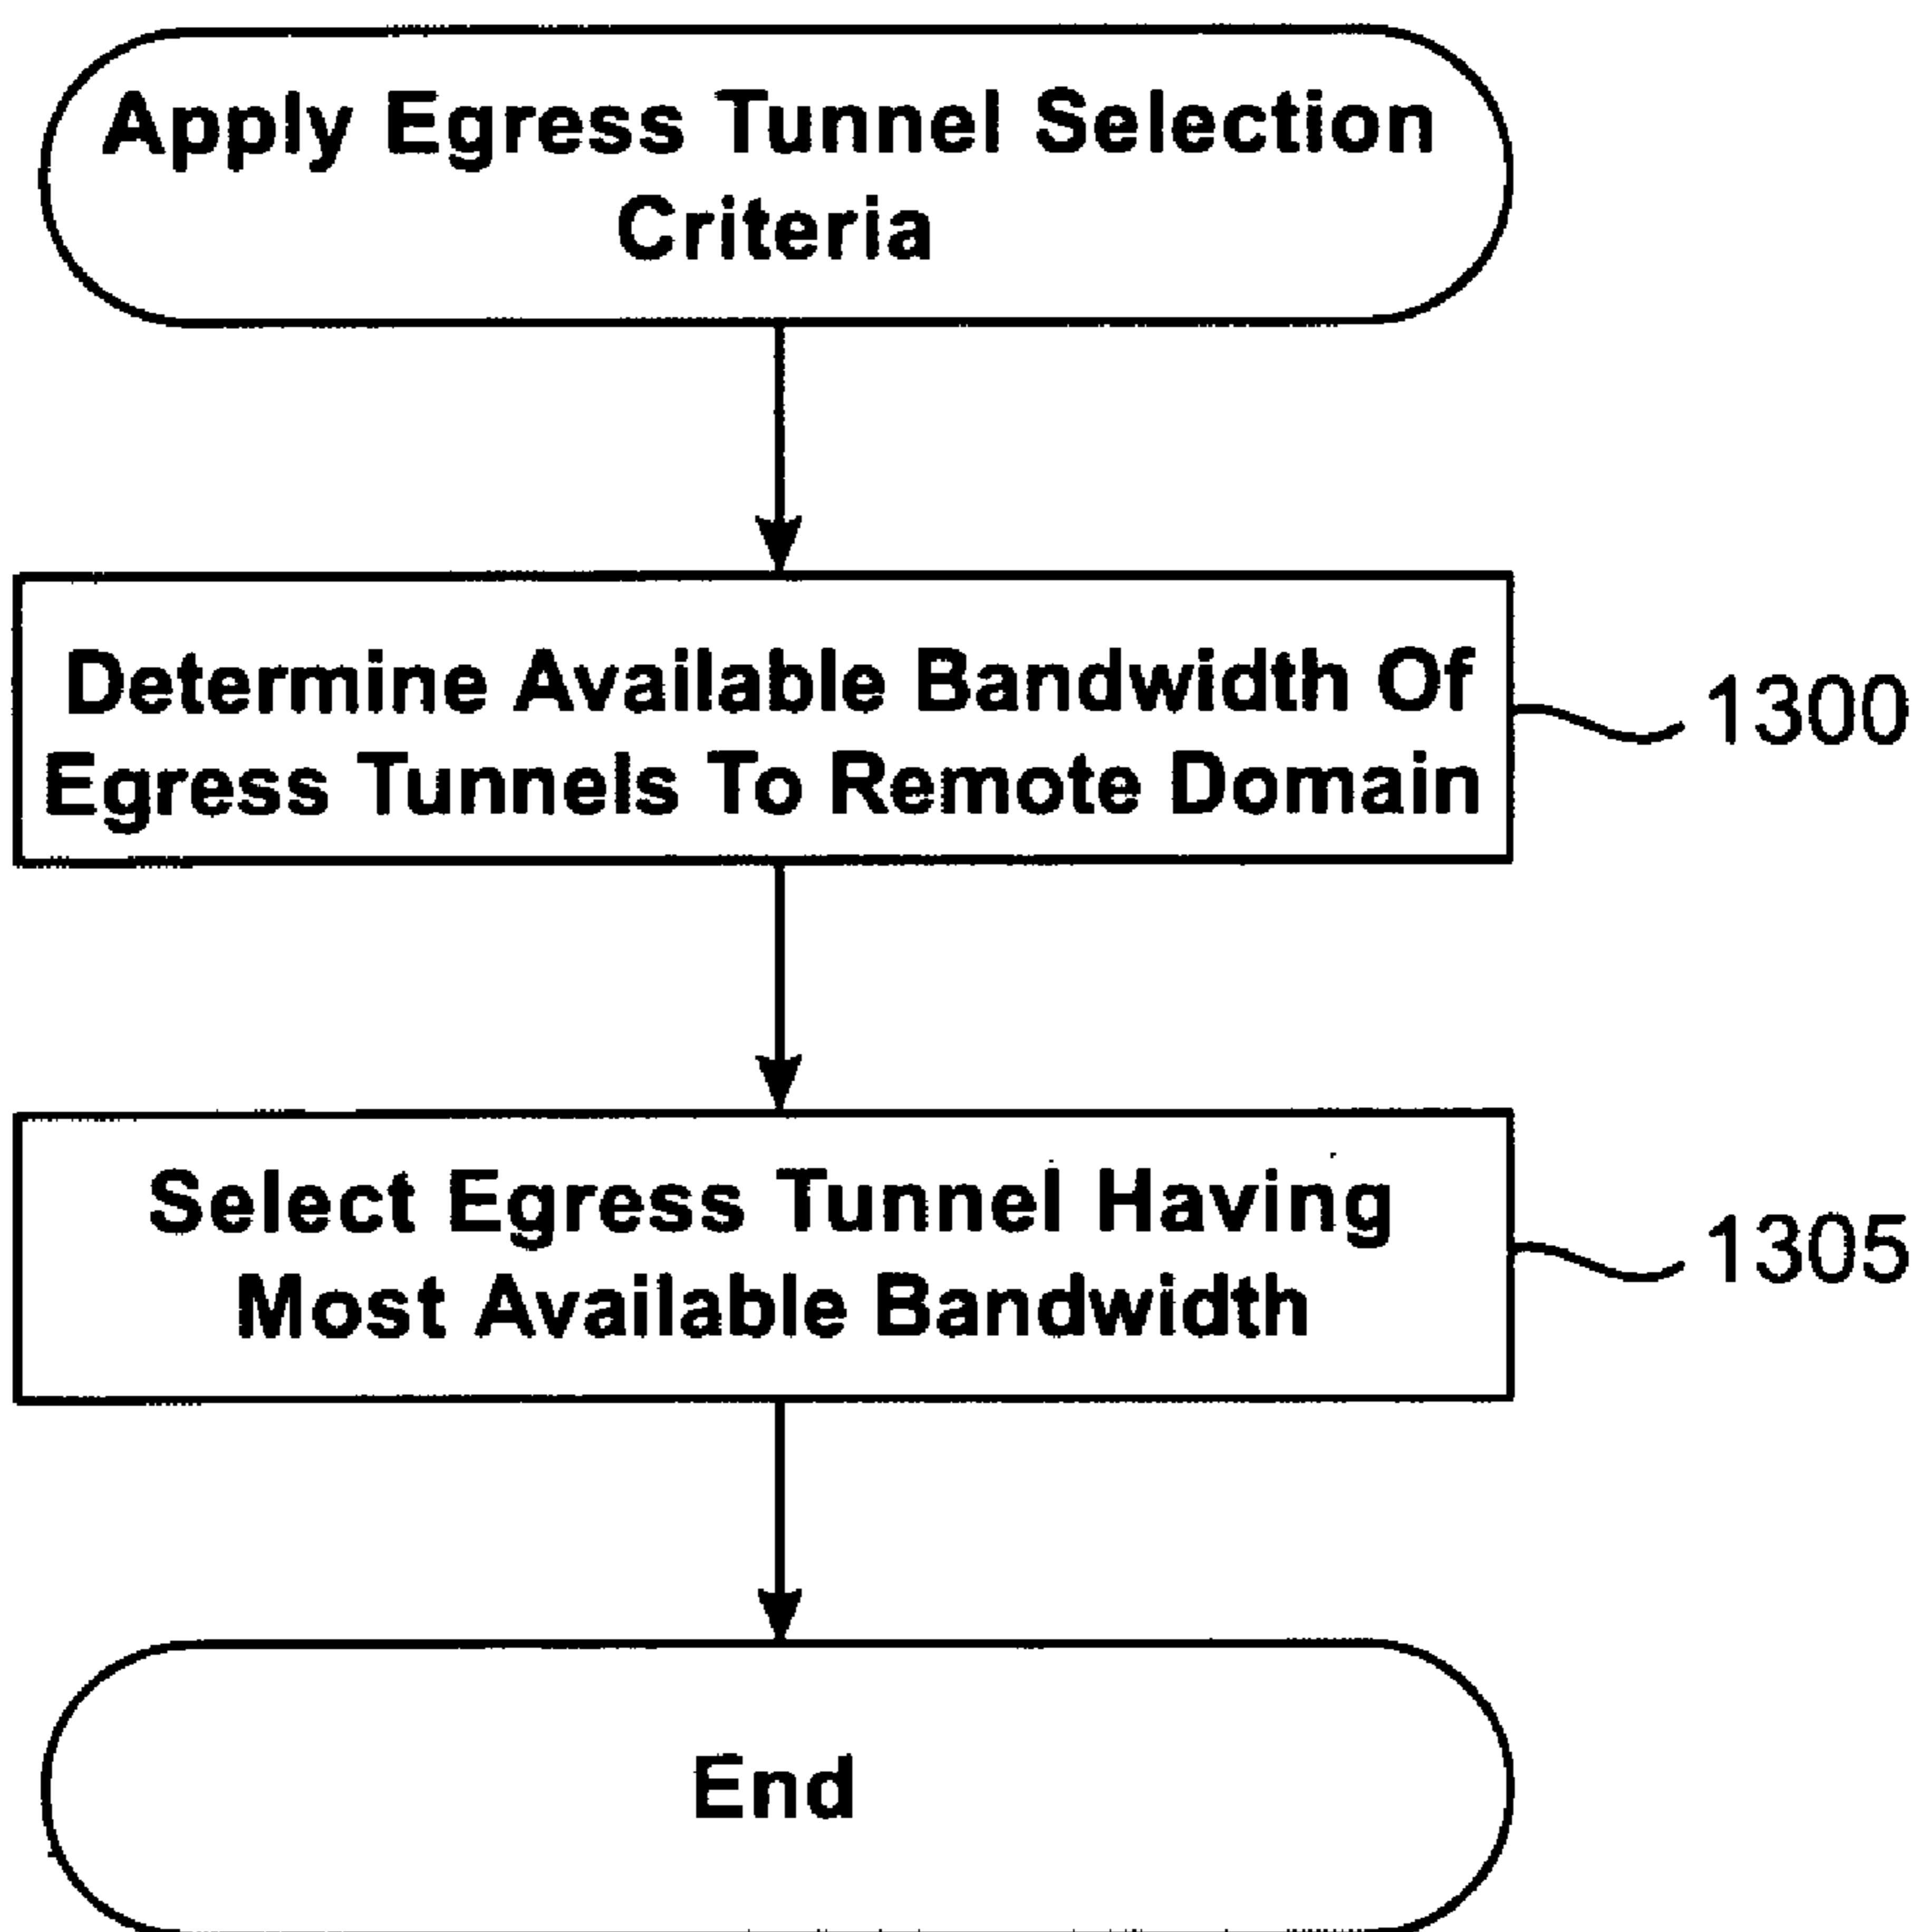 Apply Egress Tunnel Selection
Criteria
Determine Available Bandwidth Of
Egress Tunnels To Remote Domain
1300
Select Egress Tunnel Having
Most Available Bandwidth
1305
End